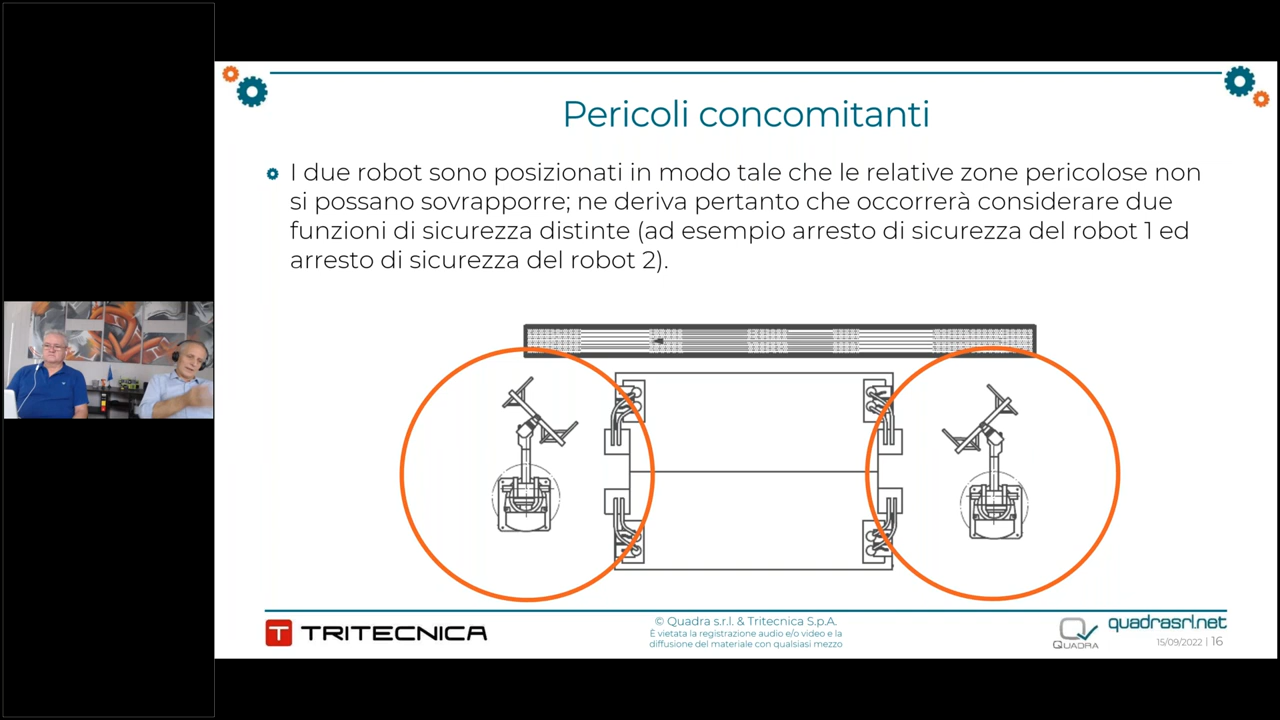 Pericoli concomitanti
I due robot sono posizionati in modo tale che le relative zone pericolose non
si possano sovrapporre; ne deriva pertanto che occorrerà considerare due
funzioni di sicurezza distinte (ad esempio arresto di sicurezza del robot 1 ed
arresto di sicurezza del robot 2).
TRITECNICA
© Quadra s.r.l. & Tritecnica S.p.A.
È vietata la registrazione audio e/o video e la
diffusione del materiale con qualsiasi mezzo
QUADRA
quadrasrl.net
15/09/2022 | 16